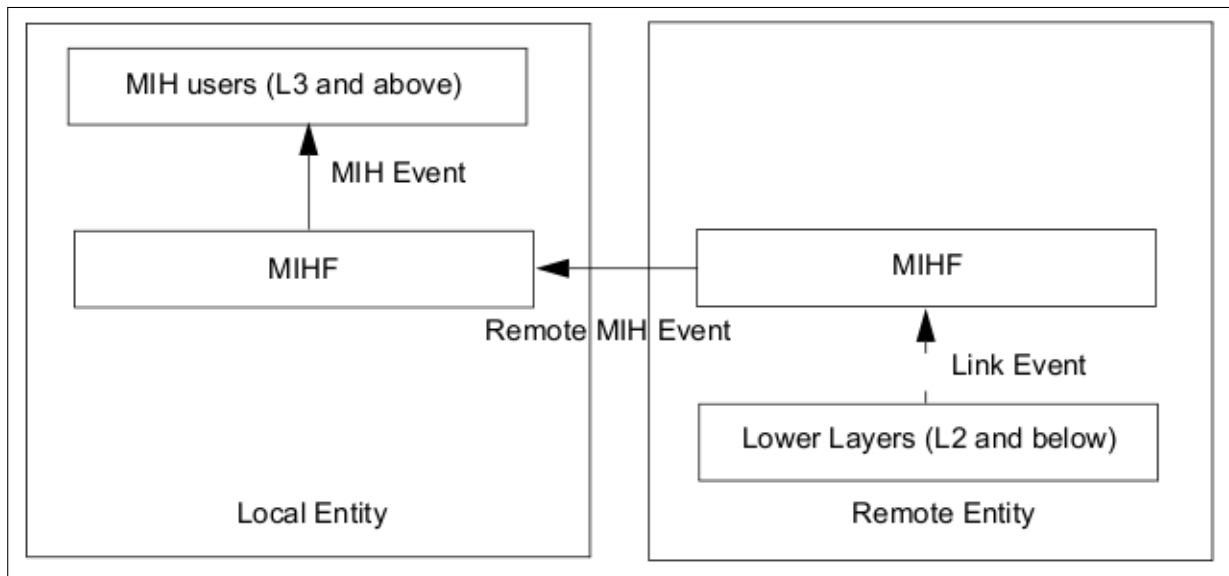 MIH users (L3 and above)
MIH Event
MIHF
MIHF
Remote MIH Event
Link Event
Lower Layers (L2 and below)
Local Entity
Remote Entity